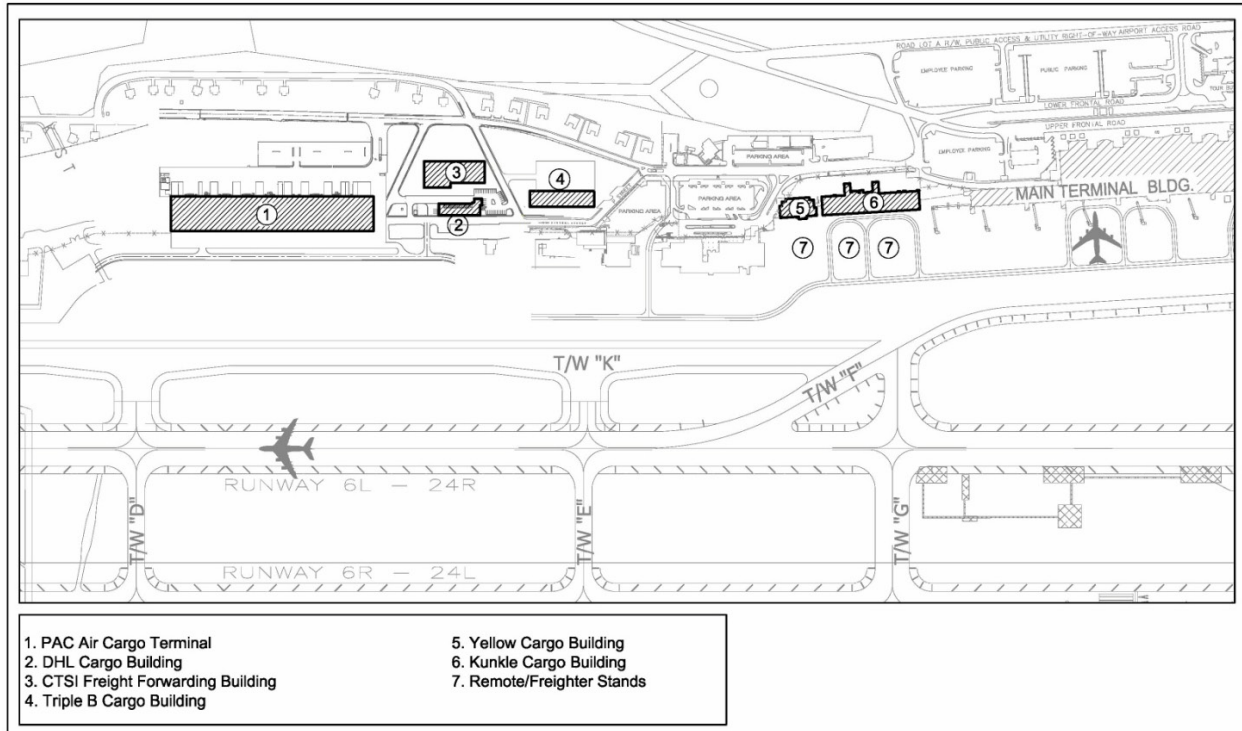 ROAD LOT A R/W, PUBLIC ACCESS & UTILITY RIGHT-OF-WAY AIRPORT ACCESS ROAD
EMPLOYEE PARKING
PUBLIC PARKING
LOWER FRONTAL ROAD
UPPER FRONTAL ROAD
EMPLOYEE PARKING
PARKING AREA
MAIN TERMINAL BLDG.
PARKING AREA
PARKING AREA
3
4
1
2
5
6
7
7
7
T/W "K"
T/W "F"
RUNWAY 6L - 24R
T/W "D"
T/W "E"
T/W "G"
RUNWAY 6R - 24L
1. PAC Air Cargo Terminal
2. DHL Cargo Building
3. CTSI Freight Forwarding Building
4. Triple B Cargo Building
5. Yellow Cargo Building
6. Kunkle Cargo Building
7. Remote/Freighter Stands